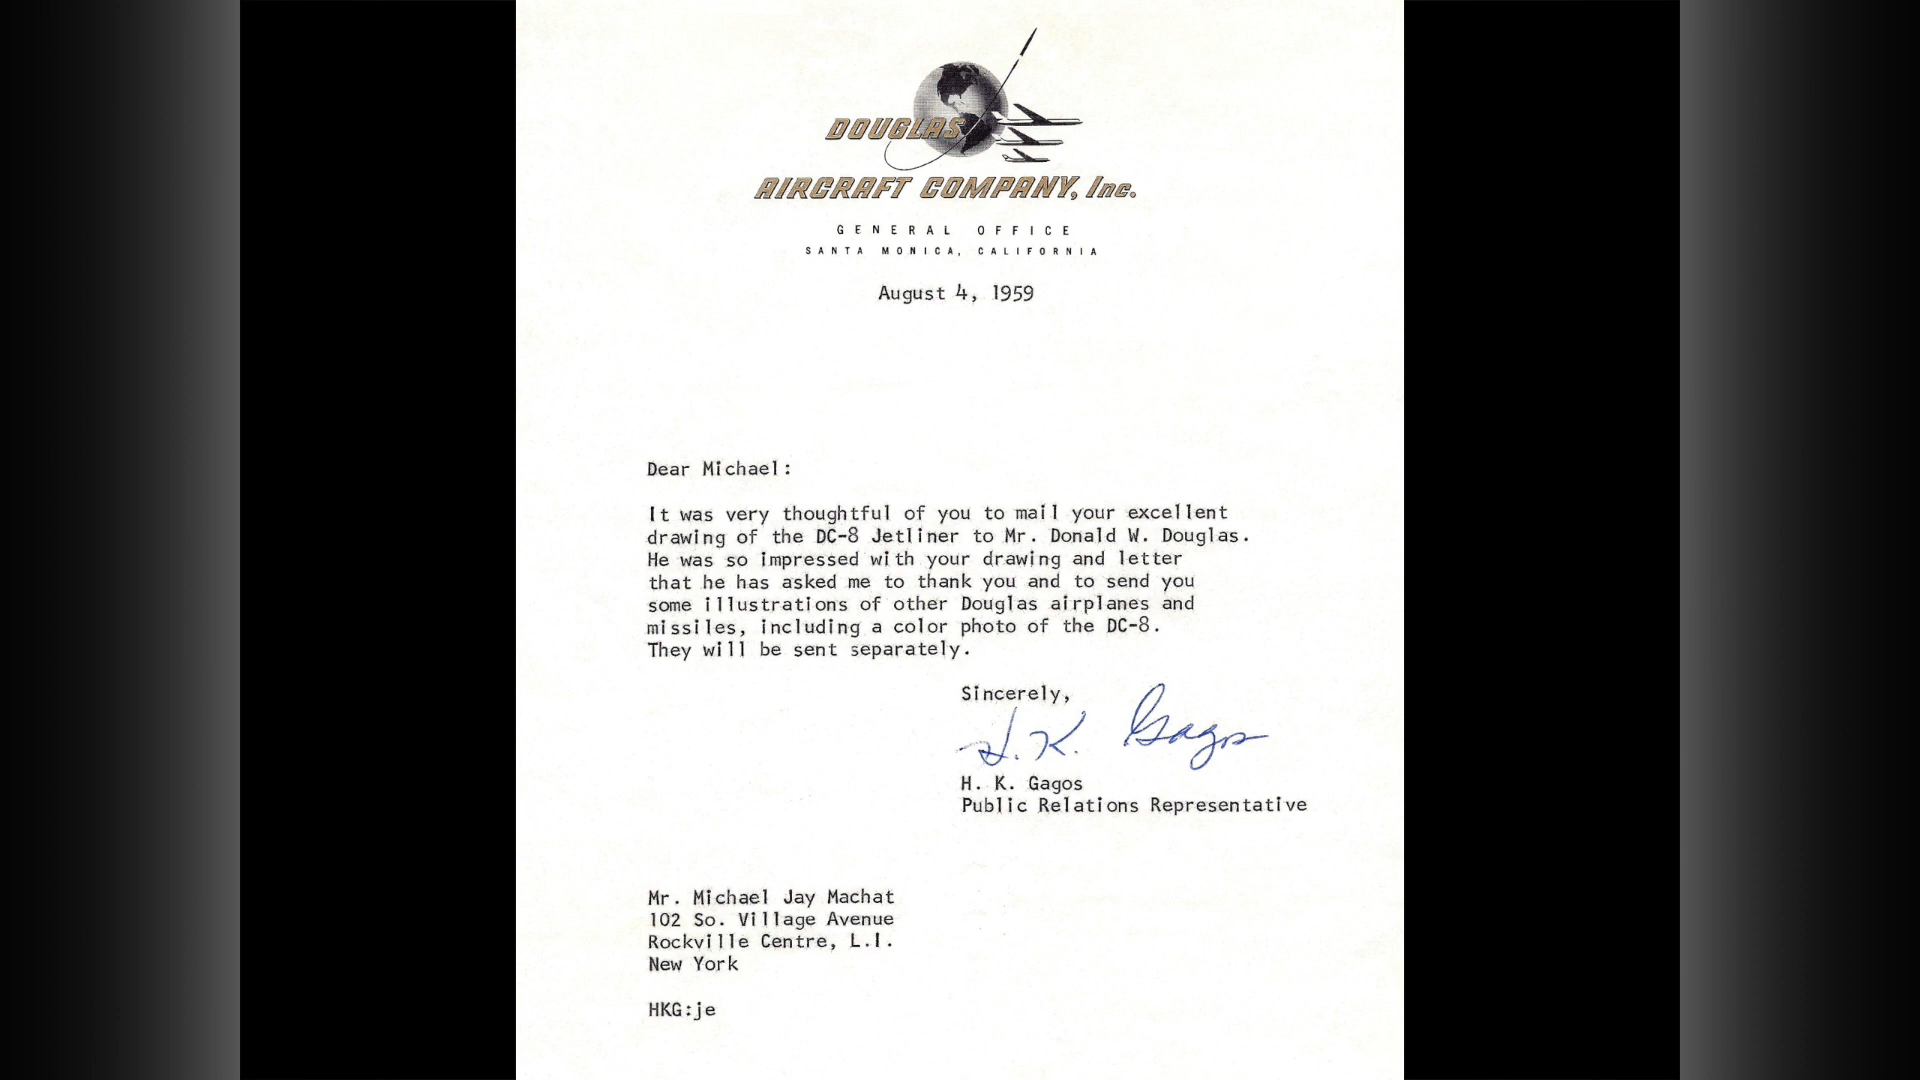 DOUGLAS
AIRCRAFT COMPANY, Inc.
GENERAL OFFICE
SANTA MONICA, CALIFORNIA
August 4, 1959
Dear Michael:
It was very thoughtful of you to mail your excellent
drawing of the DC-8 Jetliner to Mr. Donald W. Douglas.
He was so impressed with your drawing and letter
that he has asked me to thank you and to send you
some illustrations of other Douglas airplanes and
missiles, including a color photo of the DC-8.
They will be sent separately.
Sincerely,
H. K. Gagos
H. K. Gagos
Public Relations Representative
Mr. Michael Jay Machat
102 So. Village Avenue
Rockville Centre, L.I.
New York
HKG:je